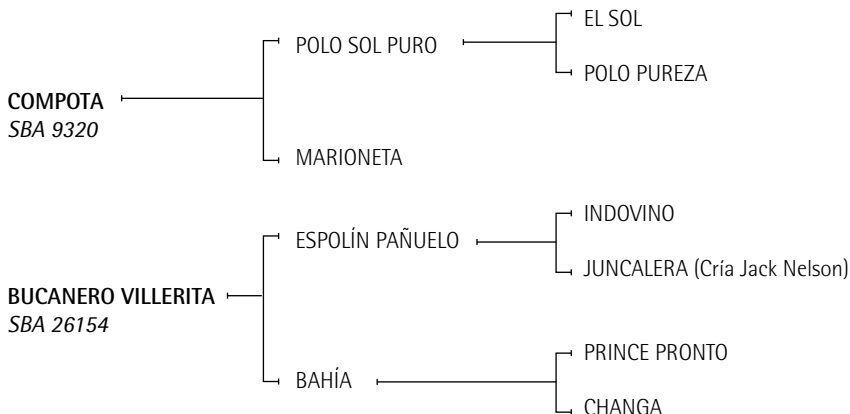 EL SOL
POLO SOL PURO
POLO PUREZA
COMPOTA
SBA 9320
MARIONETA
INDOVINO
ESPOLÍN PAÑUELO
JUNCALERA (Cría Jack Nelson)
BUCANERO VILLERITA
SBA 26154
PRINCE PRONTO
BAHÍA
CHANGA